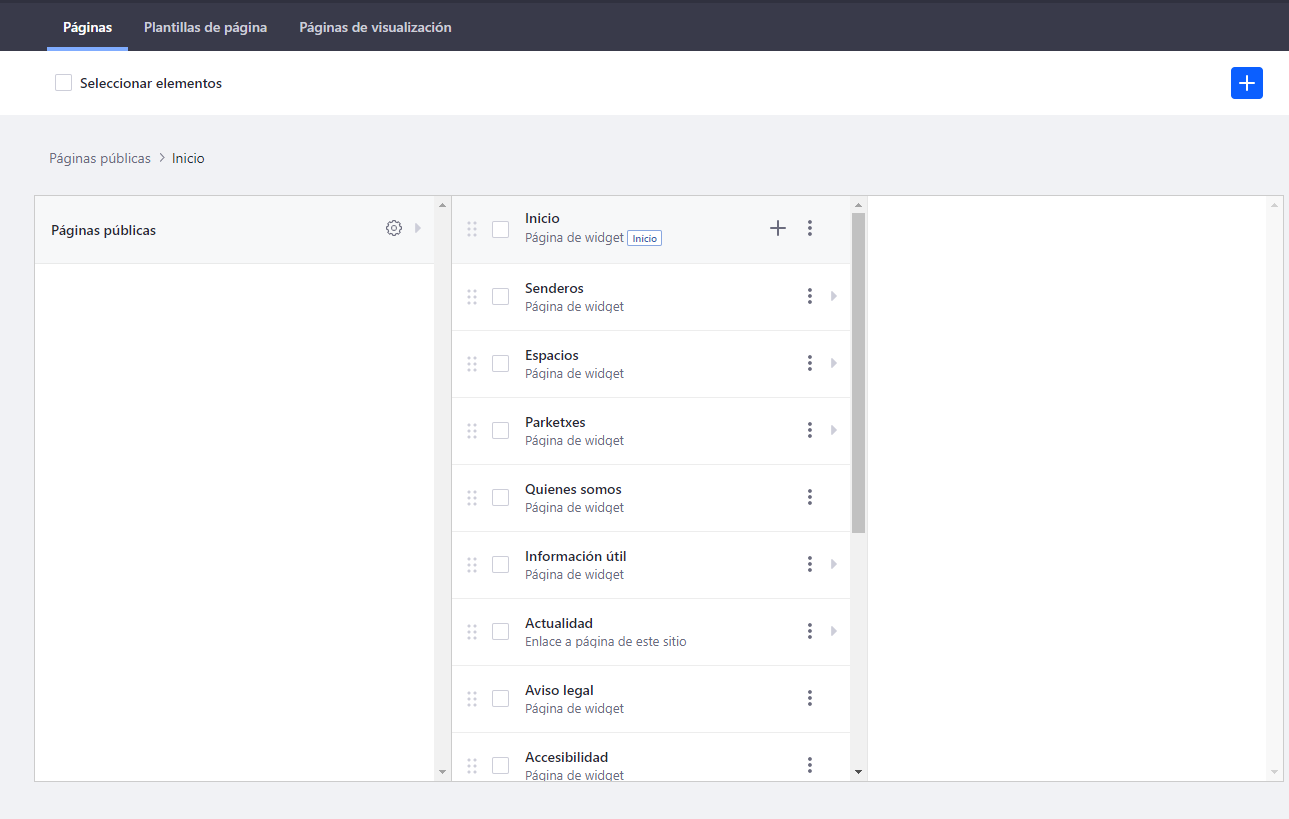 Páginas
Plantillas de página
Páginas de visualización
Seleccionar elementos
Páginas públicas > Inicio
Páginas públicas
Inicio
Página de widget Inicio
Senderos
Página de widget
Espacios
Página de widget
Parketxes
Página de widget
Quienes somos
Página de widget
Información útil
Página de widget
Actualidad
Enlace a página de este sitio
Aviso legal
Página de widget
Accesibilidad
Página de widget